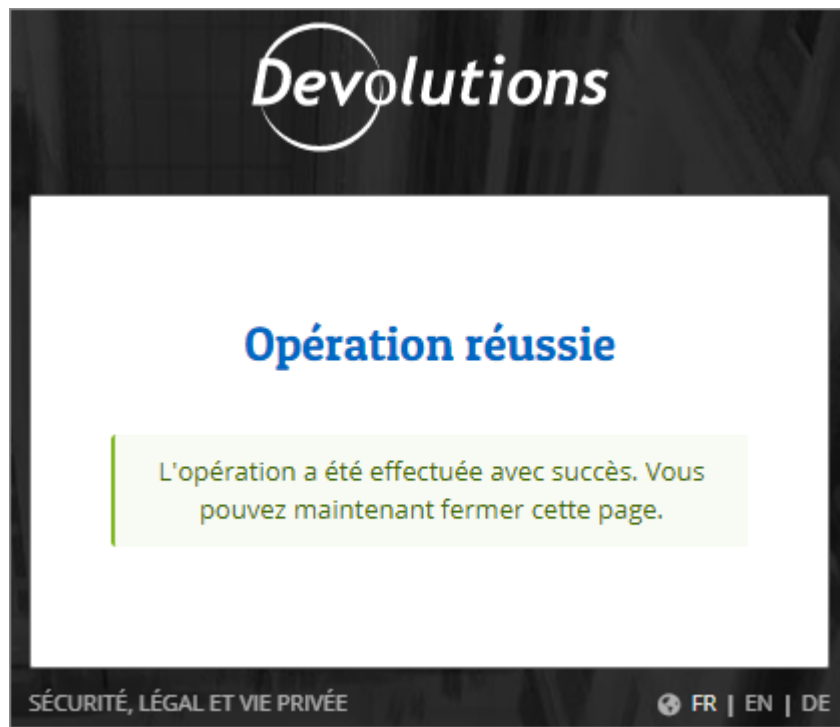 Devolutions
Opération réussie
L'opération a été effectuée avec succès. Vous
pouvez maintenant fermer cette page.
SÉCURITÉ, LÉGAL ET VIE PRIVÉE
FR | EN | DE